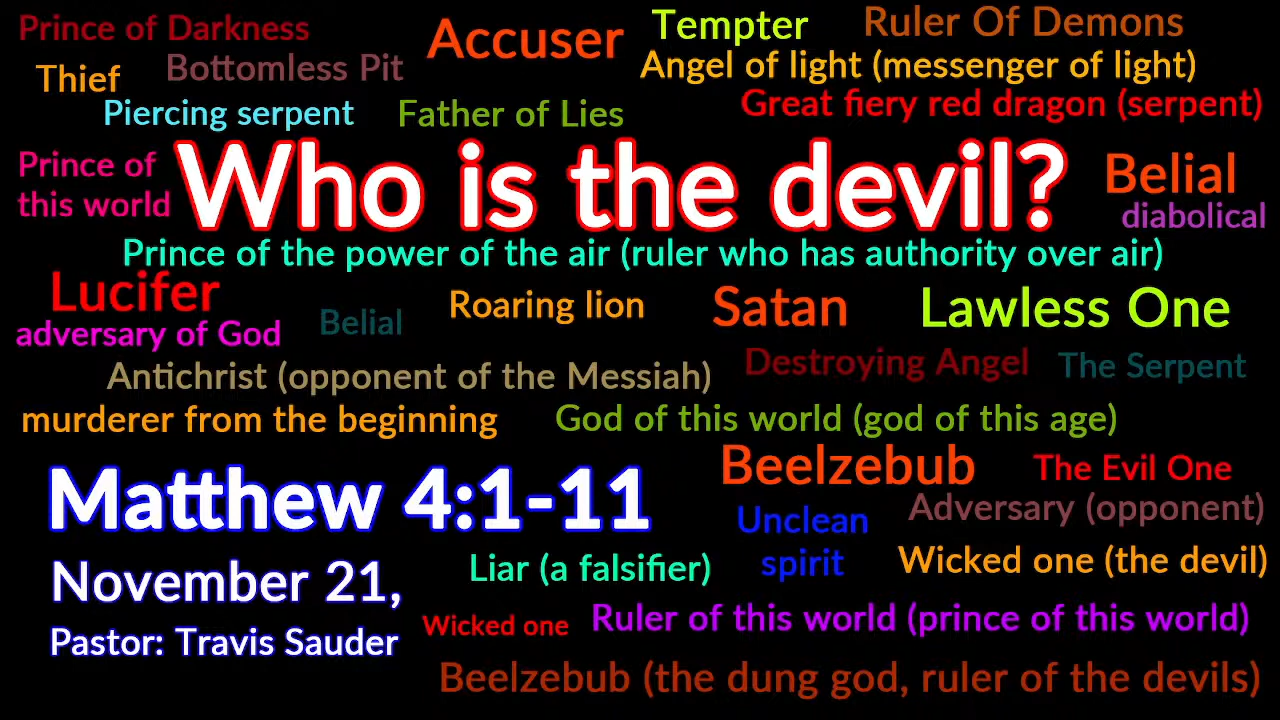 Prince of Darkness
Accuser
Tempter
Ruler Of Demons
Thief
Bottomless Pit
Angel of light (messenger of light)
Piercing serpent
Father of Lies
Great fiery red dragon (serpent)
Prince of
this world
Who is the devil?
Belial
diabolical
Prince of the power of the air (ruler who has authority over air)
Lucifer
adversary of God
Belial
Roaring lion
Satan
Lawless One
Antichrist (opponent of the Messiah)
Destroying Angel
The Serpent
murderer from the beginning
God of this world (god of this age)
Matthew 4:1-11
Beelzebub
The Evil One
Unclean
spirit
Adversary (opponent)
November 21,
Liar (a falsifier)
Wicked one (the devil)
Pastor: Travis Sauder
Wicked one
Ruler of this world (prince of this world)
Beelzebub (the dung god, ruler of the devils)